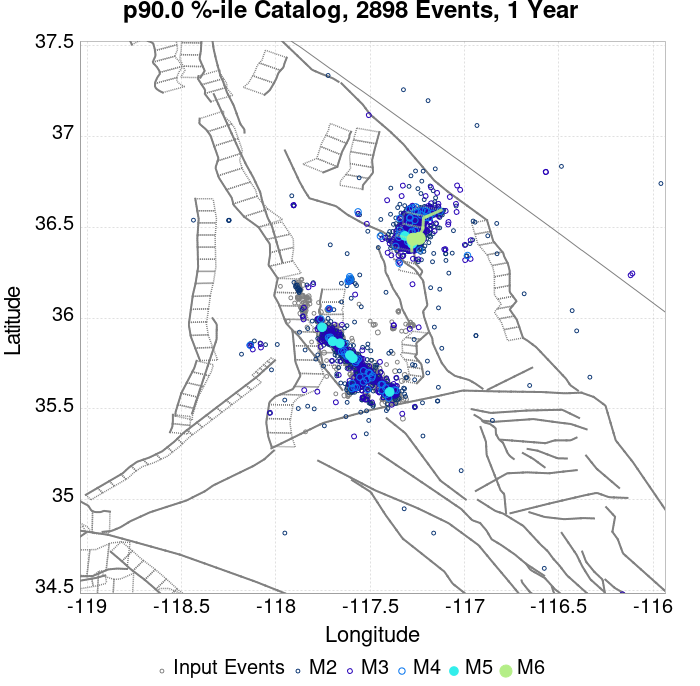 p90.0 %-ile Catalog, 2898 Events, 1 Year
37.5
37
36.5
36
35.5
35
34.5
Latitude
-119 -118.5 -118 -117.5 -117 -116.5 -116
Longitude
Input Events M2 M3 M4 M5 M6